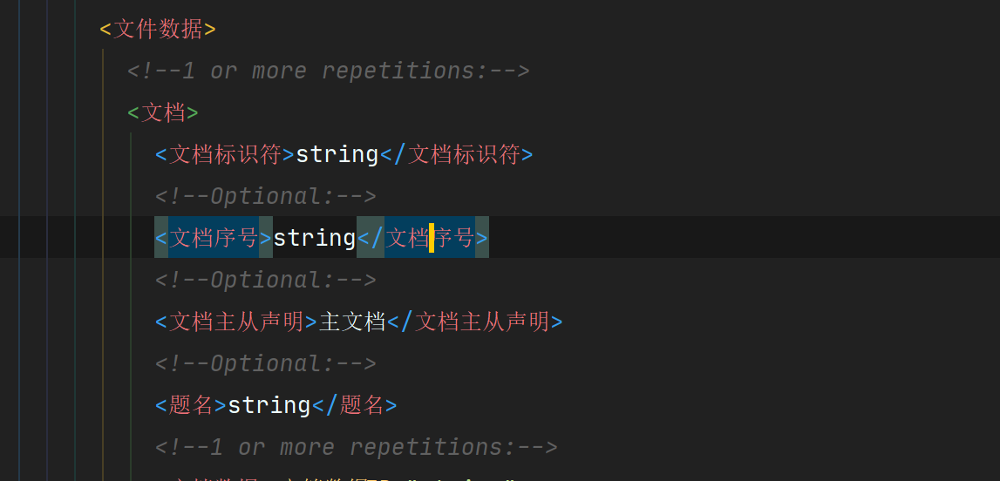 <文件数据>
<!--1 or more repetitions:-->
<文档>
<文档标识符>string</文档标识符>
<!--Optional:-->
<文档序号>string</文档序号>
<!--Optional:-->
<文档主从声明>主文档</文档主从声明>
<!--Optional:-->
<题名>string</题名>
<!--1 or more repetitions:-->